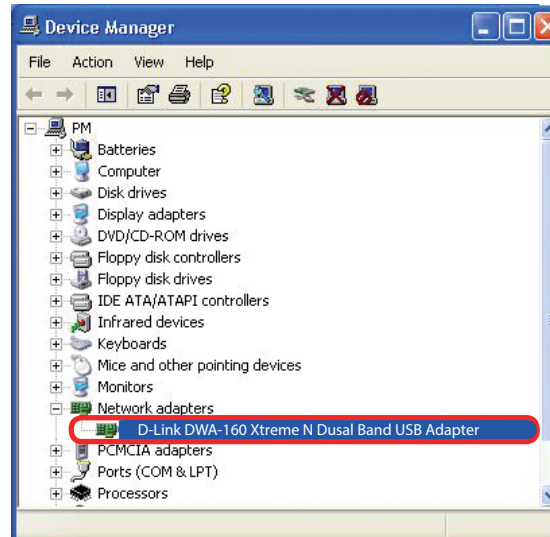 Device Manager
File Action View Help
PM
Batteries
Computer
Disk drives
Display adapters
DVD/CD-ROM drives
Floppy disk controllers
Floppy disk drives
IDE ATA/ATAPI controllers
Infrared devices
Keyboards
Mice and other pointing devices
Monitors
Network adapters
D-Link DWA-160 Xtreme N Dusal Band USB Adapter
PCMCIA adapters
Ports (COM & LPT)
Processors